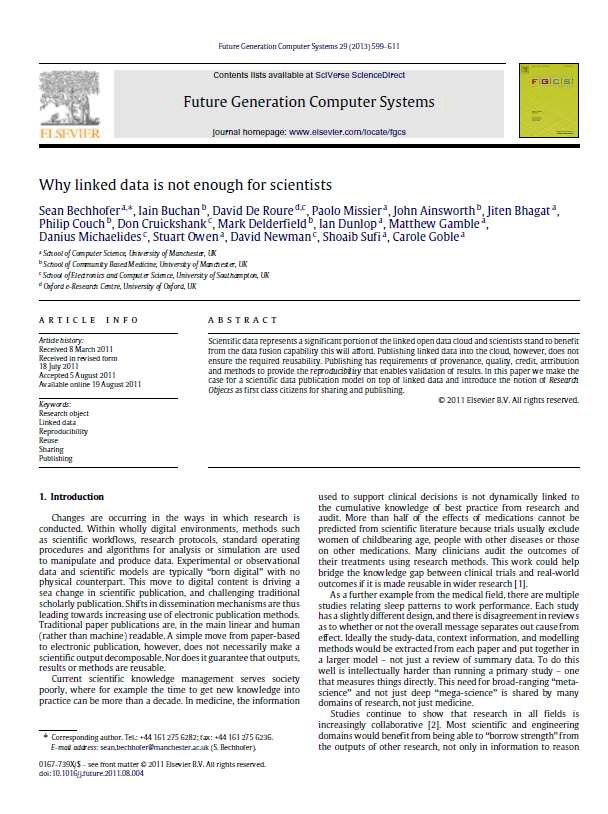 Future Generation Computer Systems 29 (2013) 599–611
Contents lists available at SciVerse ScienceDirect
Future Generation Computer Systems
journal homepage: www.elsevier.com/locate/fgcs
ELSEVIER
FGCS
Why linked data is not enough for scientists
Sean Bechhofer a,∗, Iain Buchan b, David De Roure d,c, Paolo Missier a, John Ainsworth b, Jiten Bhagat a,
Philip Couch b, Don Cruickshank c, Mark Delderfield b, Ian Dunlop a, Matthew Gamble a,
Danius Michaelides c, Stuart Owen a, David Newman c, Shoaib Sufi a, Carole Goble a
a School of Computer Science, University of Manchester, UK
b School of Community Based Medicine, University of Manchester, UK
c School of Electronics and Computer Science, University of Southampton, UK
d Oxford e-Research Centre, University of Oxford, UK
ARTICLE INFO
Article history:
Received 8 March 2011
Received in revised form
18 July 2011
Accepted 5 August 2011
Available online 19 August 2011
Keywords:
Research object
Linked data
Reproducibility
Reuse
Sharing
Publishing
ABSTRACT
Scientific data represents a significant portion of the linked open data cloud and scientists stand to benefit
from the data fusion capability this will afford. Publishing linked data into the cloud, however, does not
ensure the required reusability. Publishing has requirements of provenance, quality, credit, attribution
and methods to provide the reproducibility that enables validation of results. In this paper we make the
case for a scientific data publication model on top of linked data and introduce the notion of Research
Objects as first class citizens for sharing and publishing.
© 2011 Elsevier B.V. All rights reserved.
1. Introduction
Changes are occurring in the ways in which research is
conducted. Within wholly digital environments, methods such
as scientific workflows, research protocols, standard operating
procedures and algorithms for analysis or simulation are used
to manipulate and produce data. Experimental or observational
data and scientific models are typically “born digital” with no
physical counterpart. This move to digital content is driving a
sea change in scientific publication, and challenging traditional
scholarly publication. Shifts in dissemination mechanisms are thus
leading towards increasing use of electronic publication methods.
Traditional paper publications are, in the main linear and human
(rather than machine) readable. A simple move from paper-based
to electronic publication, however, does not necessarily make a
scientific output decomposable. Nor does it guarantee that outputs,
results or methods are reusable.
Current scientific knowledge management serves society
poorly, where for example the time to get new knowledge into
practice can be more than a decade. In medicine, the information
∗ Corresponding author. Tel.: +44 161 275 6282; fax: +44 161 275 6236.
E-mail address: sean.bechhofer@manchester.ac.uk (S. Bechhofer).
0167-739X/$ – see front matter © 2011 Elsevier B.V. All rights reserved.
doi:10.1016/j.future.2011.08.004
used to support clinical decisions is not dynamically linked to
the cumulative knowledge of best practice from research and
audit. More than half of the effects of medications cannot be
predicted from scientific literature because trials usually exclude
women of childbearing age, people with other diseases or those
on other medications. Many clinicians audit the outcomes of
their treatments using research methods. This work could help
bridge the knowledge gap between clinical trials and real-world
outcomes if it is made reusable in wider research [1].
As a further example from the medical field, there are multiple
studies relating sleep patterns to work performance. Each study
has a slightly different design, and there is disagreement in reviews
as to whether or not the overall message separates out cause from
effect. Ideally the study-data, context information, and modelling
methods would be extracted from each paper and put together in
a larger model – not just a review of summary data. To do this
well is intellectually harder than running a primary study – one
that measures things directly. This need for broad-ranging “meta-
science” and not just deep “mega-science” is shared by many
domains of research, not just medicine.
Studies continue to show that research in all fields is
increasingly collaborative [2]. Most scientific and engineering
domains would benefit from being able to “borrow strength” from
the outputs of other research, not only in information to reason